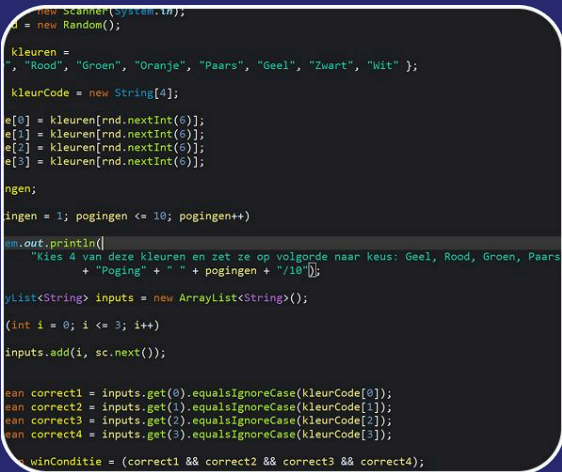 new Scanner(System.in);
= new Random();
kleuren =
", "Rood", "Groen", "Oranje", "Paars", "Geel", "Zwart", "Wit" };
kleurCode = new String[4];
e[0] = kleuren[rnd.nextInt(6)];
e[1] = kleuren[rnd.nextInt(6)];
e[2] = kleuren[rnd.nextInt(6)];
e[3] = kleuren[rnd.nextInt(6)];
ngen;
ingen = 1; pogingen <= 10; pogingen++)
em.out.println(
"Kies 4 van deze kleuren en zet ze op volgorde naar keus: Geel, Rood, Groen, Paars
+ "Poging" + " " + pogingen + "/10");
yList<String> inputs = new ArrayList<String>();
(int i = 0; i <= 3; i++)
inputs.add(i, sc.next());
ean correct1 = inputs.get(0).equalsIgnoreCase(kleurCode[0]);
ean correct2 = inputs.get(1).equalsIgnoreCase(kleurCode[1]);
ean correct3 = inputs.get(2).equalsIgnoreCase(kleurCode[2]);
ean correct4 = inputs.get(3).equalsIgnoreCase(kleurCode[3]);
winConditie = (correct1 && correct2 && correct3 && correct4);